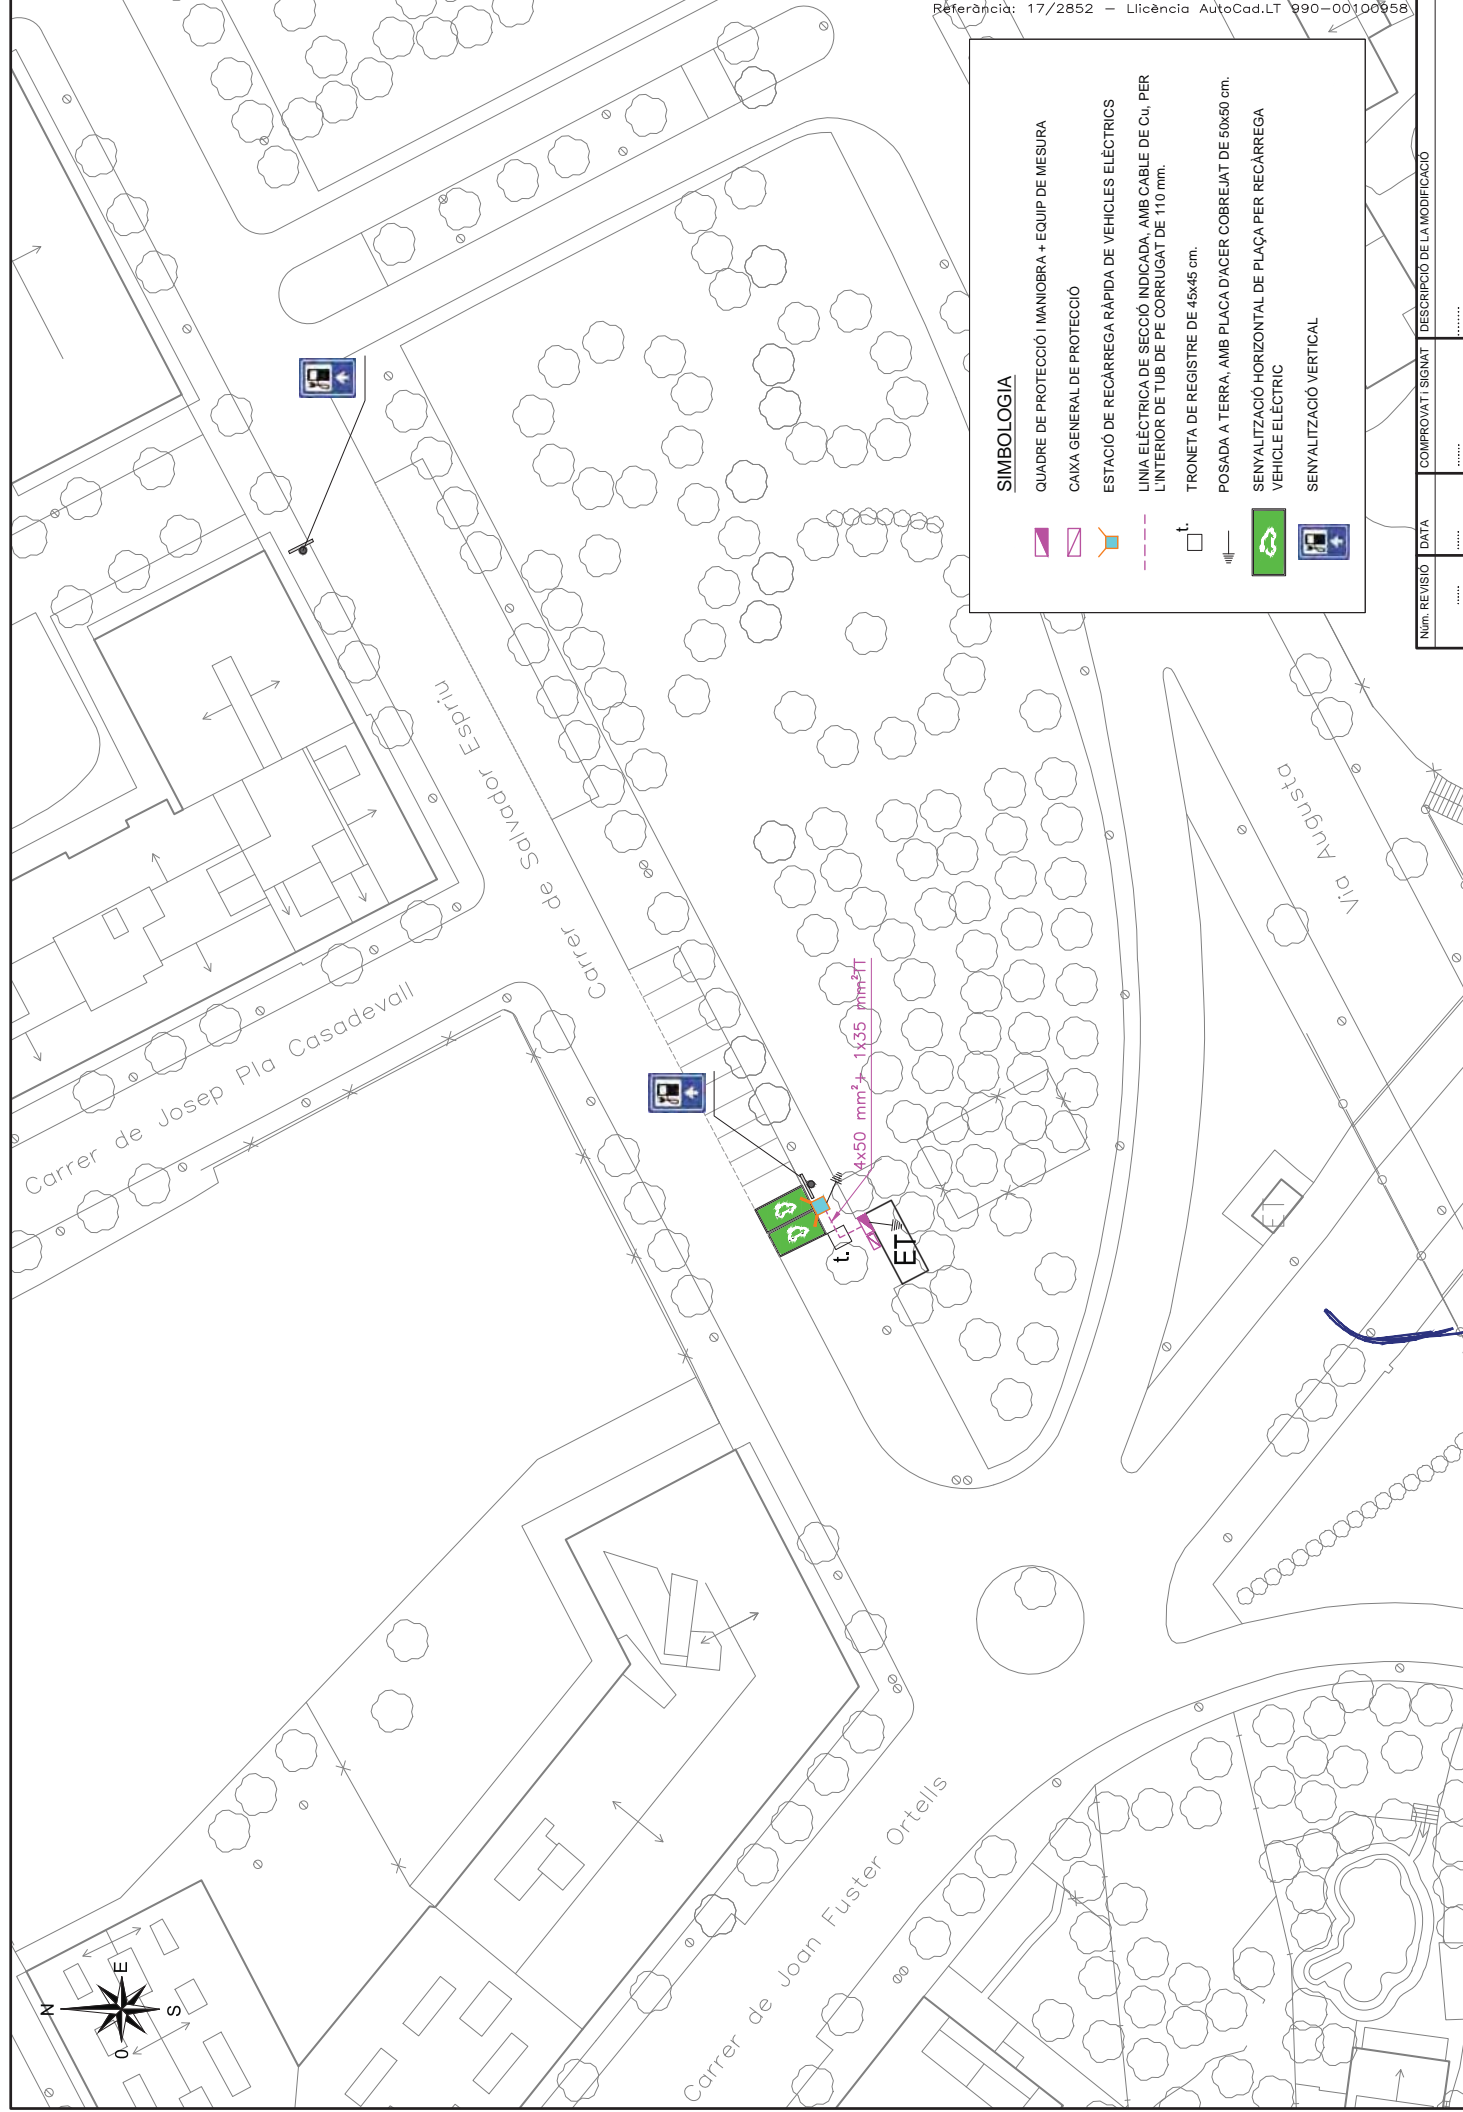 Referància: 17/2852 – Llicència AutoCad.LT 990-00100958
SIMBOLOGIA
QUADRE DE PROTECCIÓ I MANIOBRA + EQUIP DE MESURA
CAIXA GENERAL DE PROTECCIÓ
ESTACIÓ DE RECÀRREGA RÀPIDA DE VEHICLES ELÈCTRICS
LINIA ELÈCTRICA DE SECCIÓ INDICADA, AMB CABLE DE Cu, PER
L'INTERIOR DE TUB DE PE CORRUGAT DE 110 mm.
t.
TRONETA DE REGISTRE DE 45x45 cm.
POSADA A TERRA, AMB PLACA D'ACER COBREJAT DE 50x50 cm.
SENYALITZACIÓ HORIZONTAL DE PLAÇA PER RECÀRREGA
VEHICLE ELÈCTRIC
SENYALITZACIÓ VERTICAL
Núm. REVISIÓ
DATA
COMPROVAT i SIGNAT
DESCRIPCIÓ DE LA MODIFICACIÓ
......
......
.......
.........
Carrer de Salvador Espriu
Carrer de Josep Pla Casadevall
Via Augusta
4x50 mm²+ 1x35 mm²TT
t.
ET
ET
Carrer de Joan Fuster Ortells
N
E
S
O